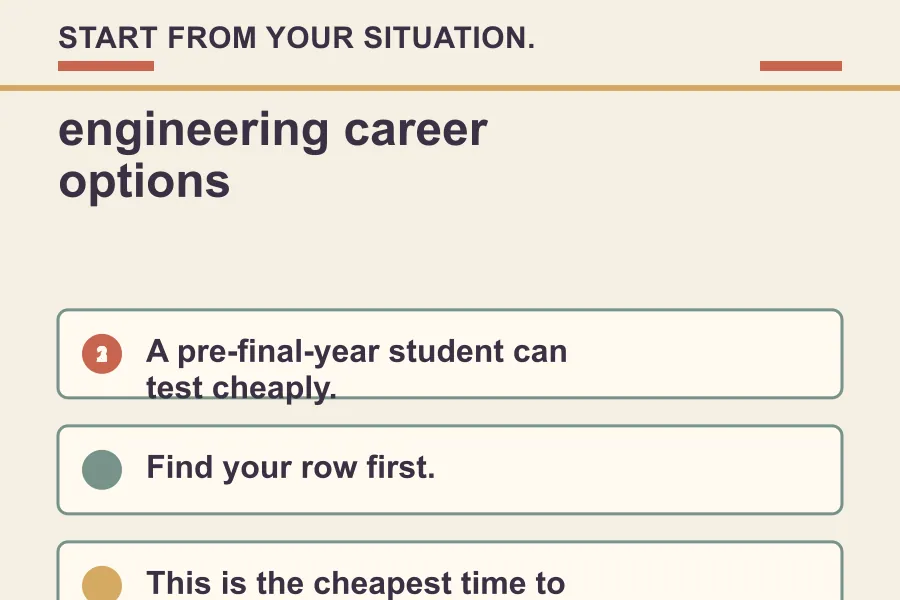 START FROM YOUR SITUATION.
engineering career
options
A pre-final-year student can
test cheaply.
Find your row first.
This is the cheapest time to